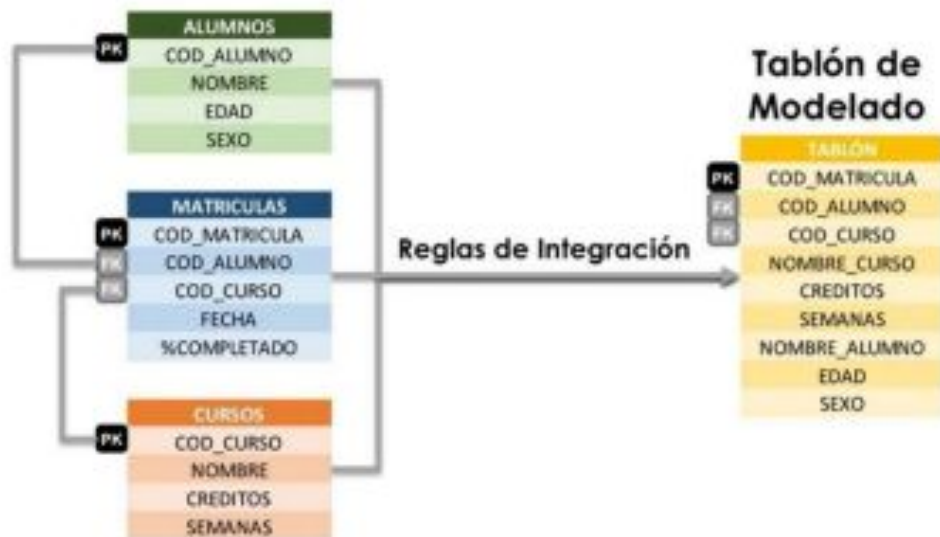 ALUMNOS
PK
COD_ALUMNO
NOMBRE
EDAD
SEXO
MATRICULAS
PK
COD_MATRICULA
FK
COD_ALUMNO
FK
COD_CURSO
FECHA
%COMPLETADO
CURSOS
PK
COD_CURSO
NOMBRE
CREDITOS
SEMANAS
Reglas de Integración
Tablón de
Modelado
TABLÓN
PK
COD_MATRICULA
FK
COD_ALUMNO
FK
COD_CURSO
NOMBRE_CURSO
CREDITOS
SEMANAS
NOMBRE_ALUMNO
EDAD
SEXO